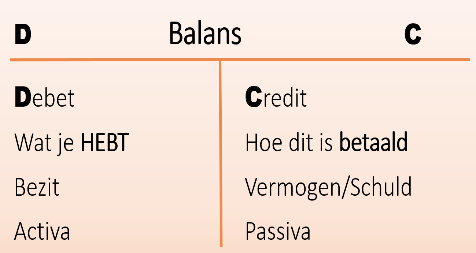 D Balans C
Debet Credit
Wat je HEBT Hoe dit is betaald
Bezit Vermogen/Schuld
Activa Passiva